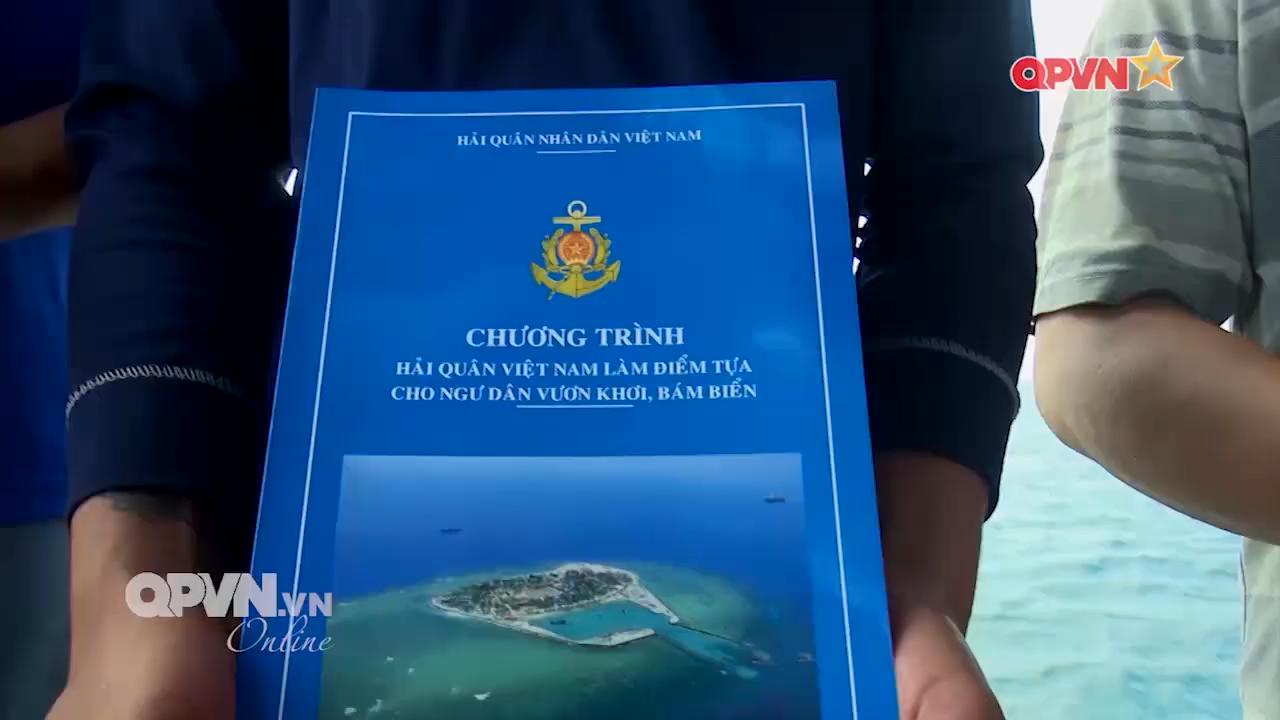 QPVN
HẢI QUÂN NHÂN DÂN VIỆT NAM
CHƯƠNG TRÌNH
HẢI QUÂN VIỆT NAM LÀM ĐIỂM TỰA
CHO NGƯ DÂN VƯƠN KHƠI, BÁM BIỂN
QPVN.VN
Online